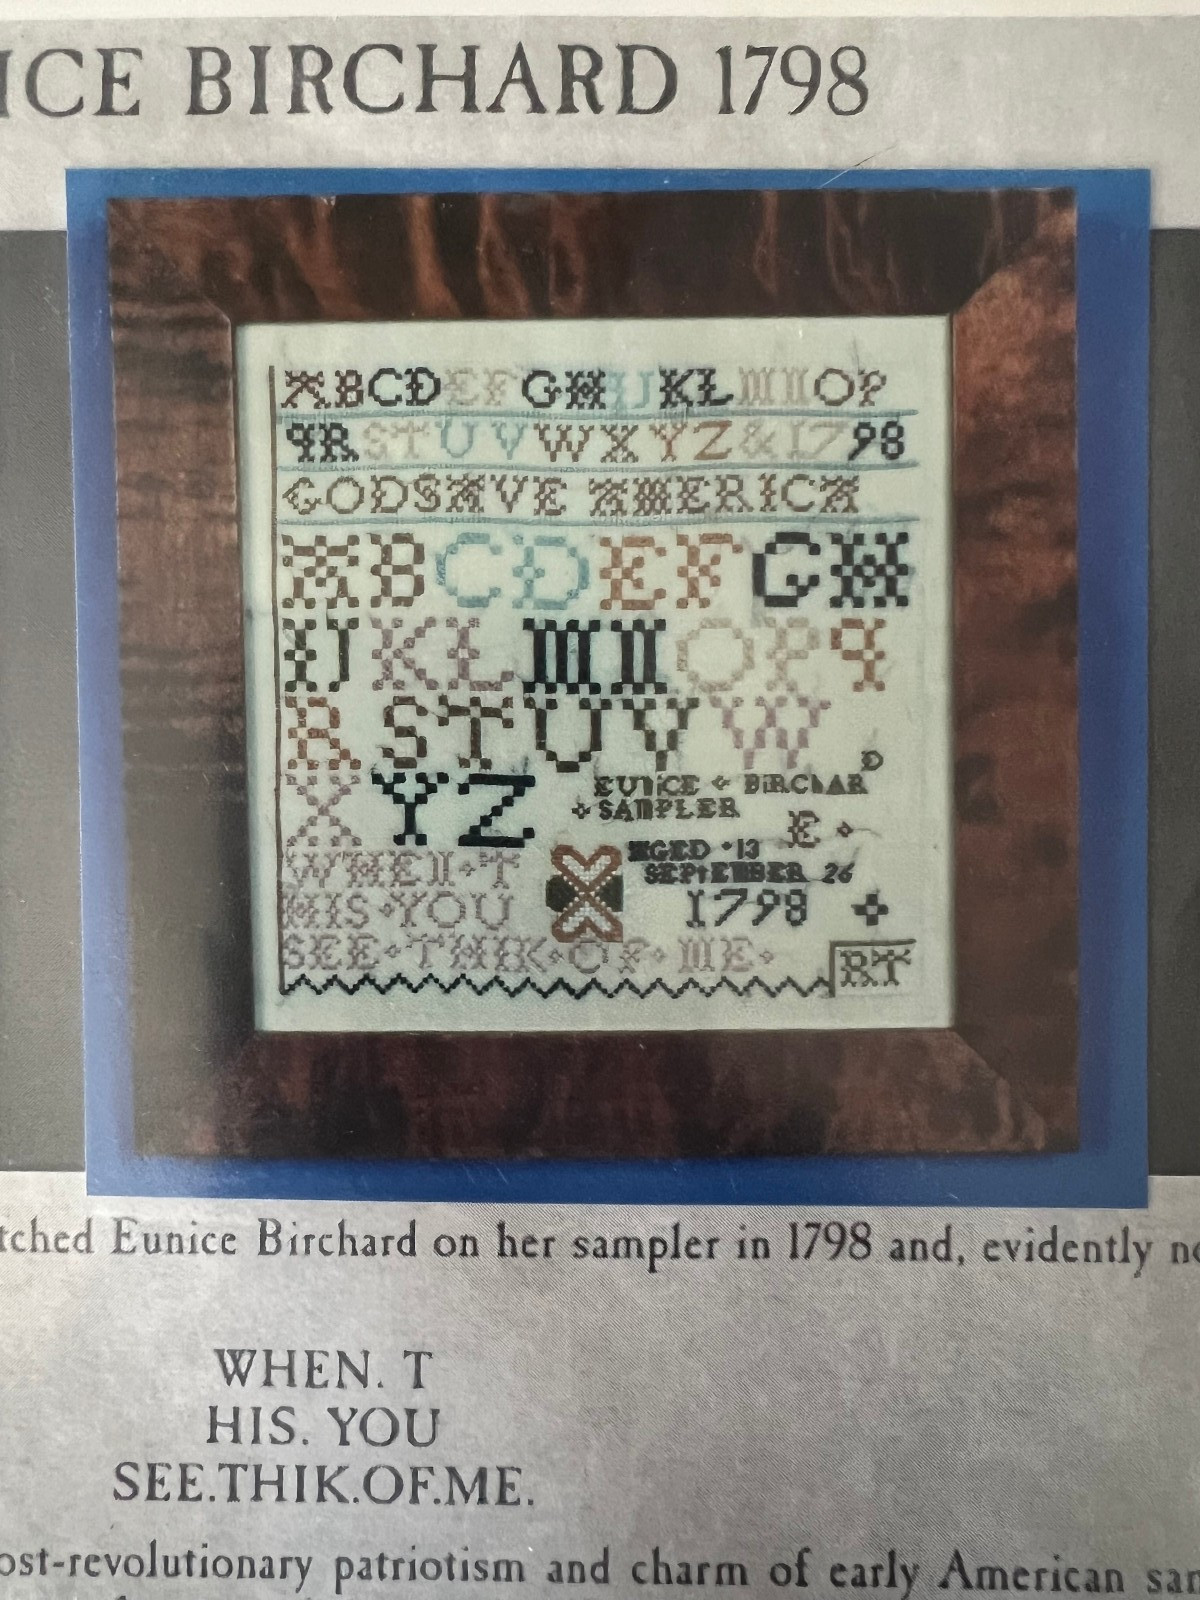 ICE BIRCHARD 1798
ABCDEFGHIJKLMNOP
QRSTUVWXYZ&1798
GODSAVE AMERICA
ABCDEFGH
IJKLMNOPQ
RSTUVW
D
XYZ
EUNICE BIRCHAR
SAMPLER
E
AGED 13
WHEN T
SEPTEMBER 26
HIS YOU
1798
SEE THIK OF ME
RT
tched Eunice Birchard on her sampler in 1798 and, evidently
WHEN. T
HIS. YOU
SEE.THIK.OF.ME.
ost-revolutionary patriotism and charm of early American